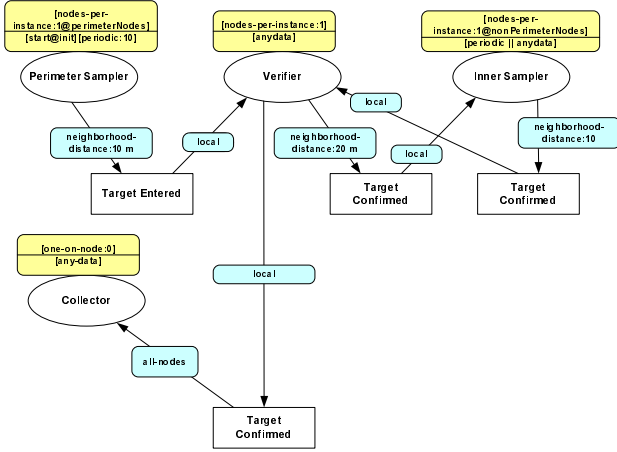 [nodes-per-
instance:1@perimeterNodes]
[start@init][periodic:10]
Perimeter Sampler
[nodes-per-instance:1]
[anydata]
Verifier
[nodes-per-
instance:1@nonPerimeterNodes]
[periodic || anydata]
Inner Sampler
local
neighborhood-
distance:10 m
local
neighborhood-
distance:20 m
local
neighborhood-
distance:10
Target Entered
Target
Confirmed
Target
Confirmed
[one-on-node:0]
[any-data]
Collector
local
all-nodes
Target
Confirmed